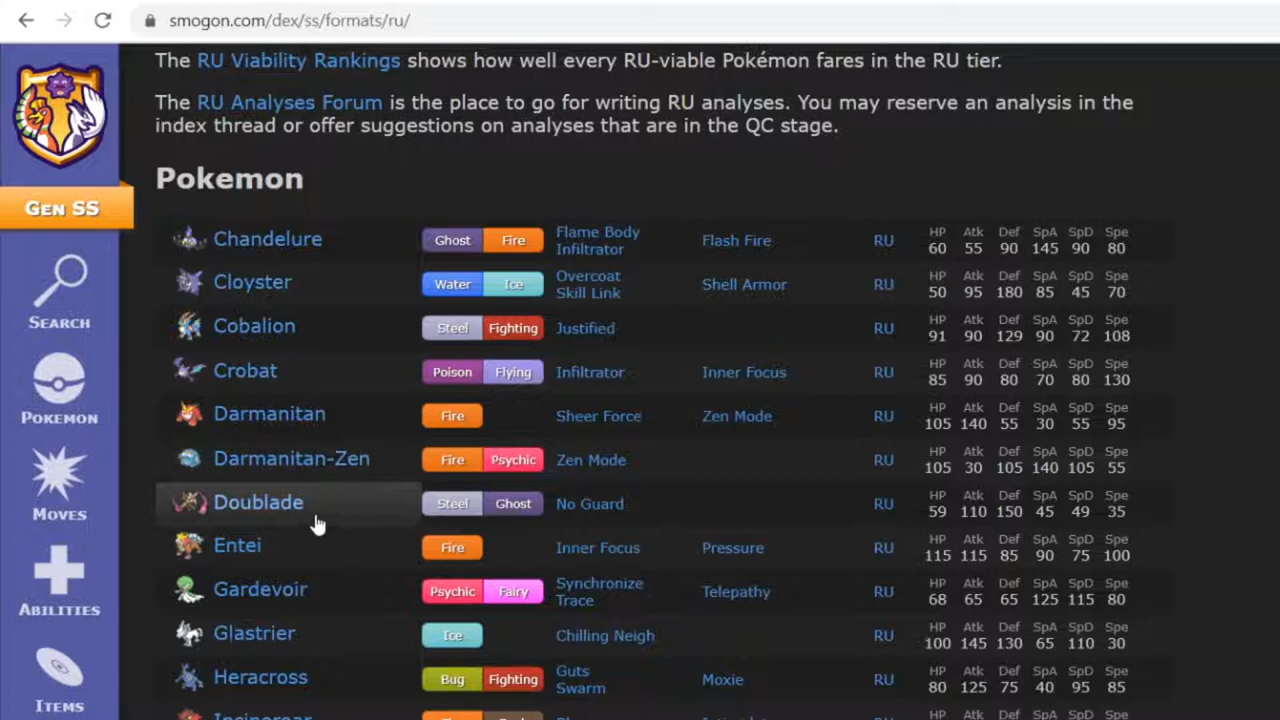 smogon.com/dex/ss/formats/ru/
The RU Viability Rankings shows how well every RU-viable Pokémon fares in the RU tier.
The RU Analyses Forum is the place to go for writing RU analyses. You may reserve an analysis in the
index thread or offer suggestions on analyses that are in the QC stage.
Pokemon
GEN SS
SEARCH
POKEMON
MOVES
ABILITIES
ITEMS
Chandelure Ghost Fire Flame Body Infiltrator Flash Fire RU HP 60 Atk 55 Def 90 SpA 145 SpD 90 Spe 80
Cloyster Water Ice Overcoat Skill Link Shell Armor RU HP 50 Atk 95 Def 180 SpA 85 SpD 45 Spe 70
Cobalion Steel Fighting Justified RU HP 91 Atk 90 Def 129 SpA 90 SpD 72 Spe 108
Crobat Poison Flying Infiltrator Inner Focus RU HP 85 Atk 90 Def 80 SpA 70 SpD 80 Spe 130
Darmanitan Fire Sheer Force Zen Mode RU HP 105 Atk 140 Def 55 SpA 30 SpD 55 Spe 95
Darmanitan-Zen Fire Psychic Zen Mode RU HP 105 Atk 30 Def 105 SpA 140 SpD 105 Spe 55
Doublade Steel Ghost No Guard RU HP 59 Atk 110 Def 150 SpA 45 SpD 49 Spe 35
Entei Fire Inner Focus Pressure RU HP 115 Atk 115 Def 85 SpA 90 SpD 75 Spe 100
Gardevoir Psychic Fairy Synchronize Trace Telepathy RU HP 68 Atk 65 Def 65 SpA 125 SpD 115 Spe 80
Glastrier Ice Chilling Neigh RU HP 100 Atk 145 Def 130 SpA 65 SpD 110 Spe 30
Heracross Bug Fighting Guts Swarm Moxie RU HP 80 Atk 125 Def 75 SpA 40 SpD 95 Spe 85